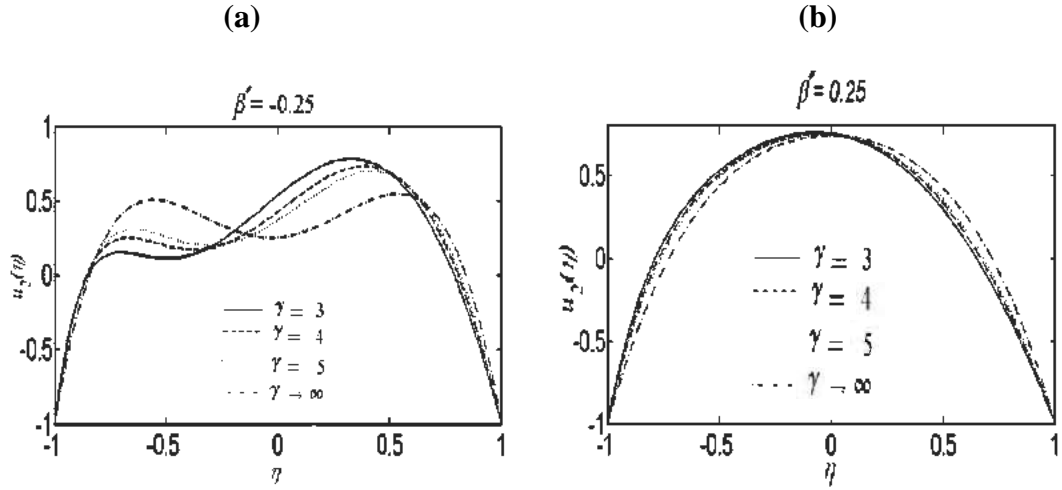 (a)
β′ = -0.25
1
0.5
0
-0.5
-1
u₂(η)
γ = 3
γ = 4
γ = 5
γ → ∞
-1 -0.5 0 0.5 1
η
(b)
β′ = 0.25
0.5
0
-0.5
-1
u₂(η)
γ = 3
γ = 4
γ = 5
γ → ∞
-1 -0.5 0 0.5 1
η